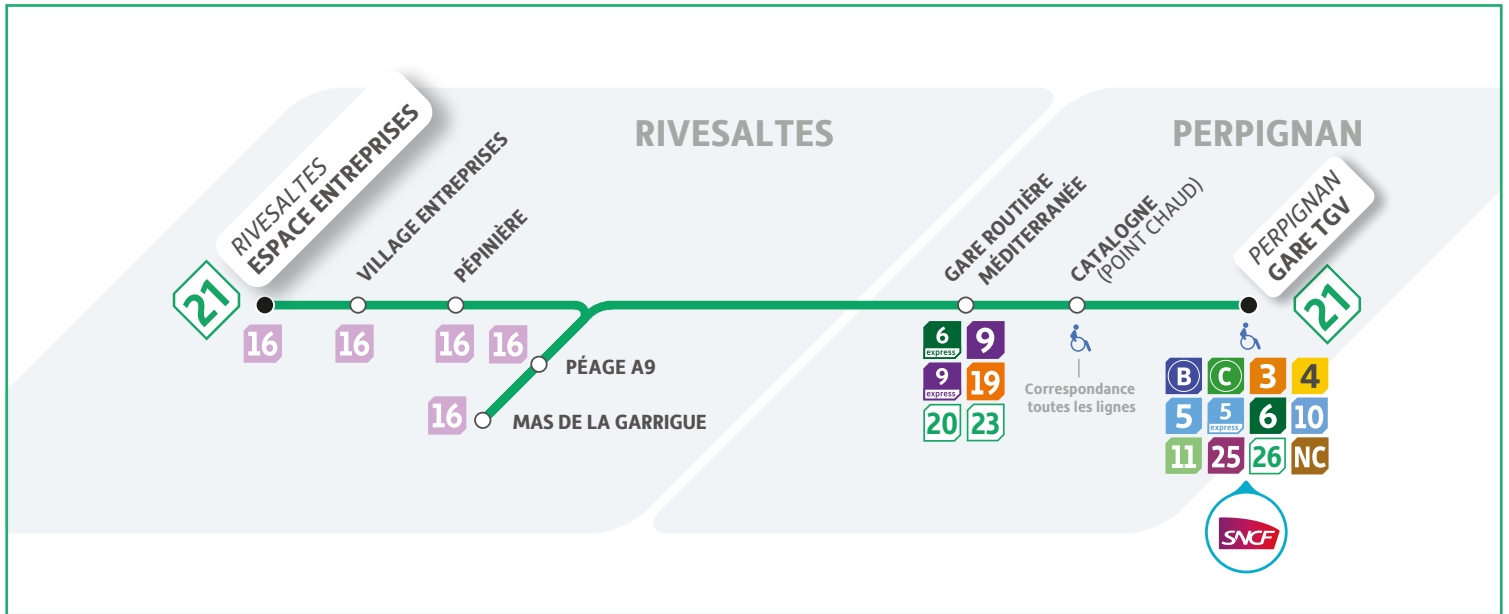 RIVESALTES
PERPIGNAN
21
RIVESALTES
ESPACE ENTREPRISES
16
VILLAGE ENTREPRISES
16
PÉPINIÈRE
16
16
PÉAGE A9
16
MAS DE LA GARRIGUE
GARE ROUTIÈRE
MÉDITERRANÉE
6 express 9
9 express 19
20 23
CATALOGNE
(POINT CHAUD)
Correspondance
toutes les lignes
PERPIGNAN
GARE TGV
21
B C 3 4
5 5 express 6 10
11 25 26 NC
SNCF